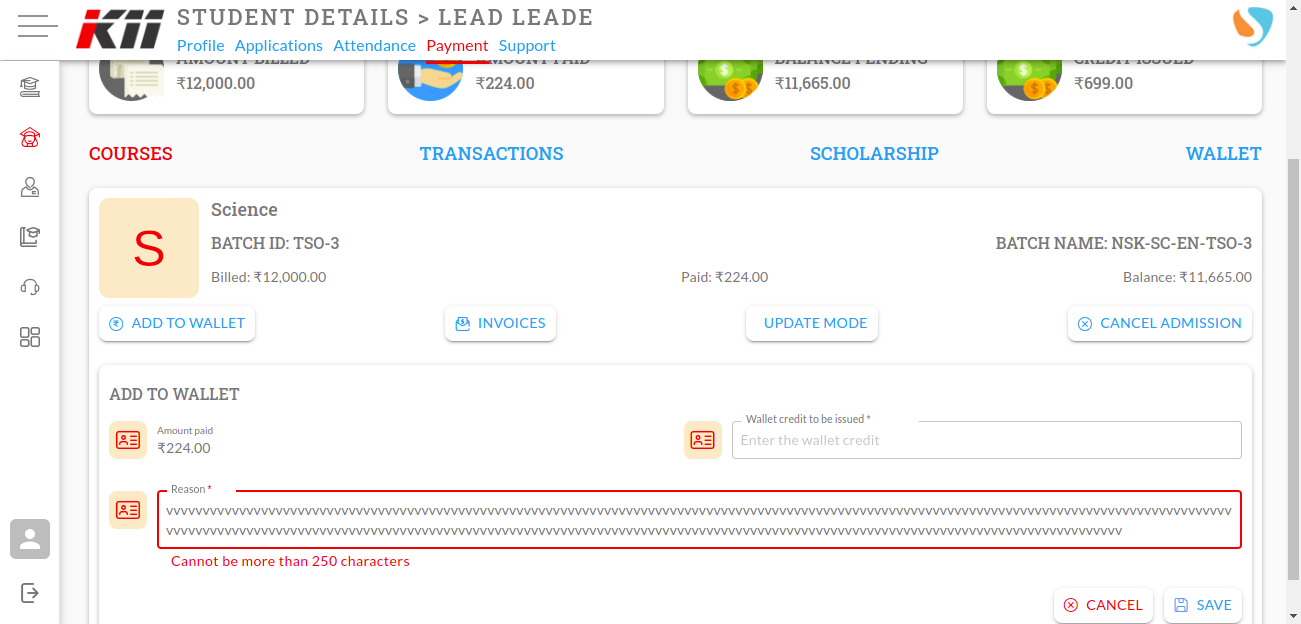 KII
STUDENT DETAILS > LEAD LEADE
Profile Applications Attendance Payment Support
AMOUNT BILLED
₹12,000.00
AMOUNT PAID
₹224.00
BALANCE PENDING
₹11,665.00
CREDIT ISSUED
₹699.00
COURSES TRANSACTIONS SCHOLARSHIP WALLET
S
Science
BATCH ID: TSO-3 BATCH NAME: NSK-SC-EN-TSO-3
Billed: ₹12,000.00 Paid: ₹224.00 Balance: ₹11,665.00
ADD TO WALLET INVOICES UPDATE MODE CANCEL ADMISSION
ADD TO WALLET
Amount paid
₹224.00
Wallet credit to be issued *
Enter the wallet credit
Reason *
Cannot be more than 250 characters
CANCEL SAVE